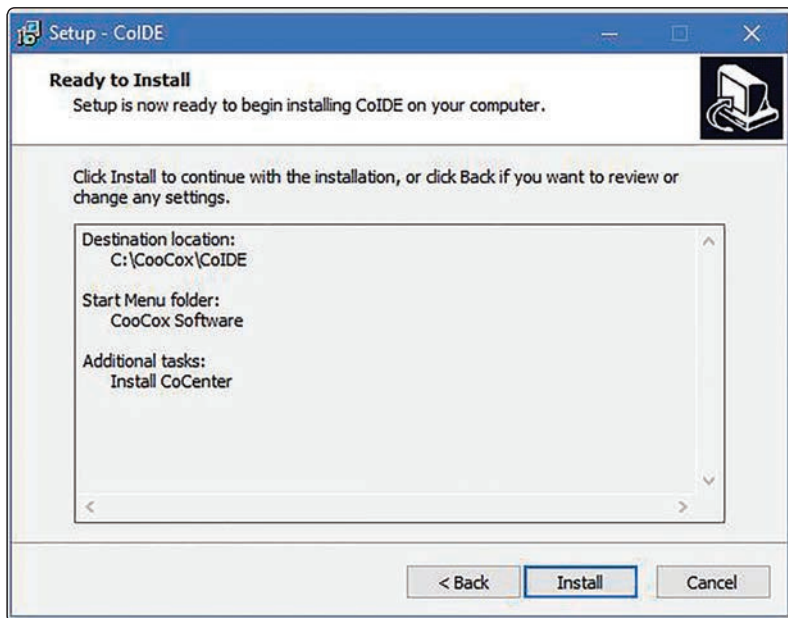 Setup - CoIDE
Ready to Install
Setup is now ready to begin installing CoIDE on your computer.
Click Install to continue with the installation, or click Back if you want to review or
change any settings.
Destination location:
C:\CooCox\CoIDE
Start Menu folder:
CooCox Software
Additional tasks:
Install CoCenter
< Back Install Cancel